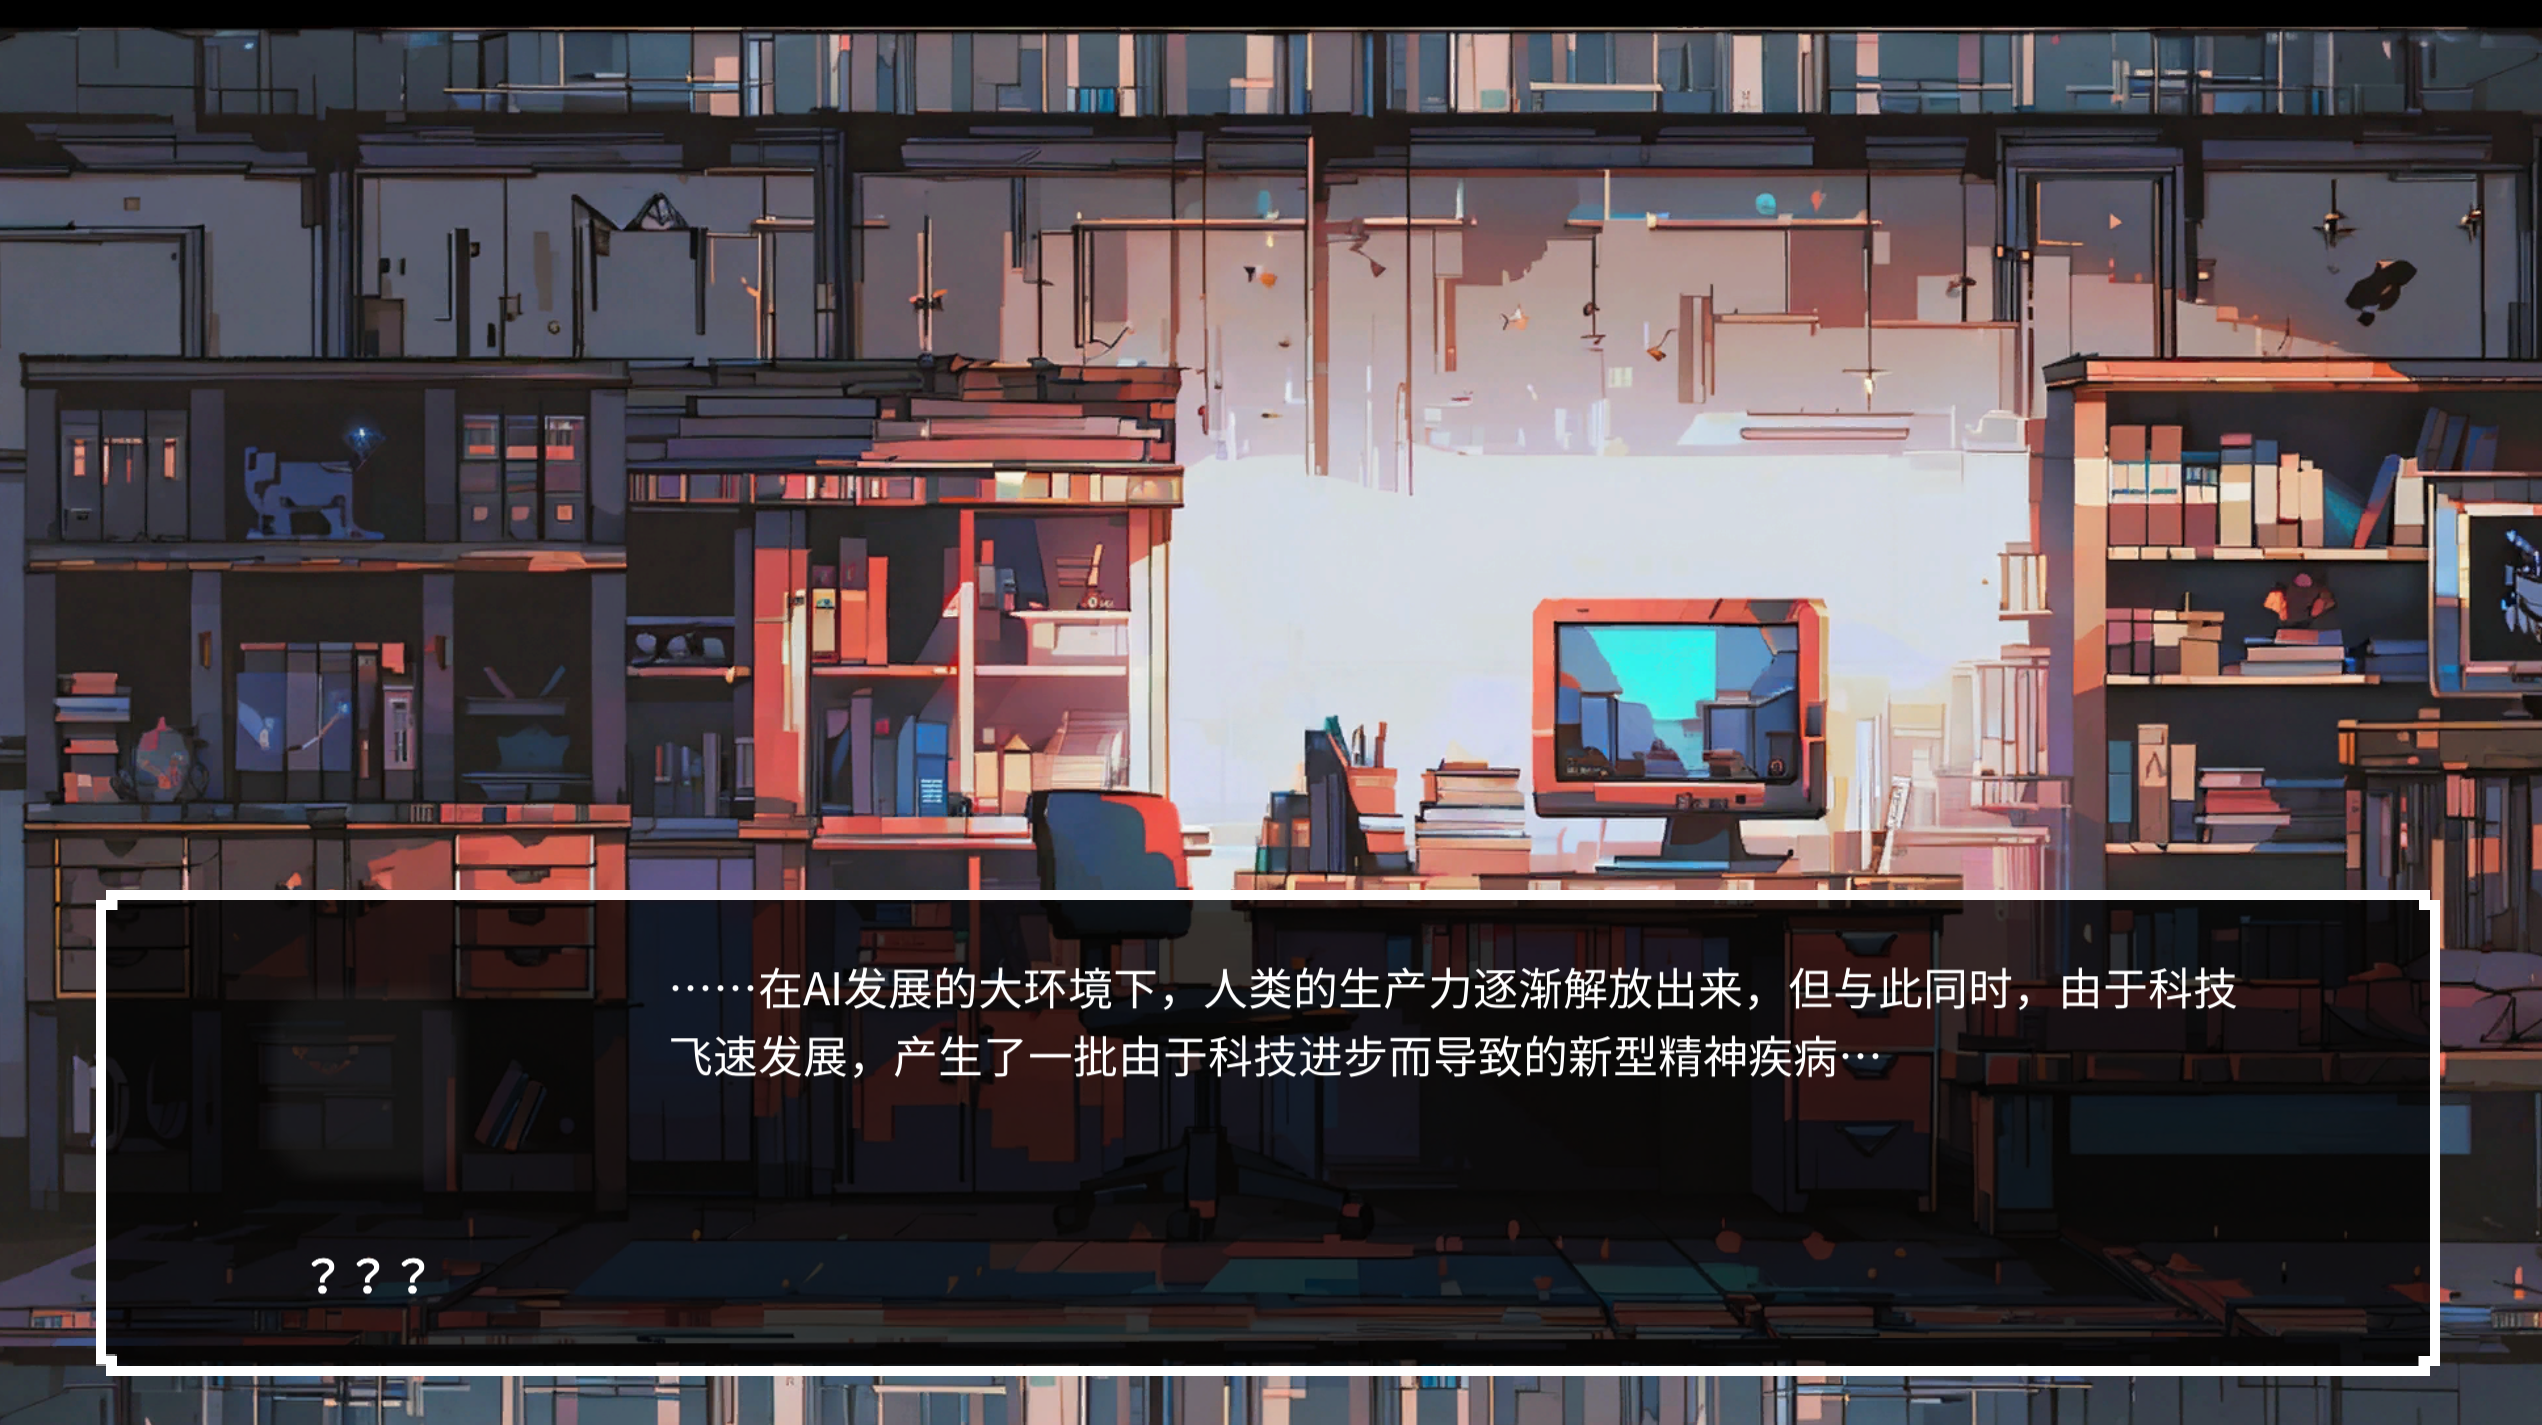 ……在AI发展的大环境下，人类的生产力逐渐解放出来，但与此同时，由于科技
飞速发展，产生了一批由于科技进步而导致的新型精神疾病…
？？？